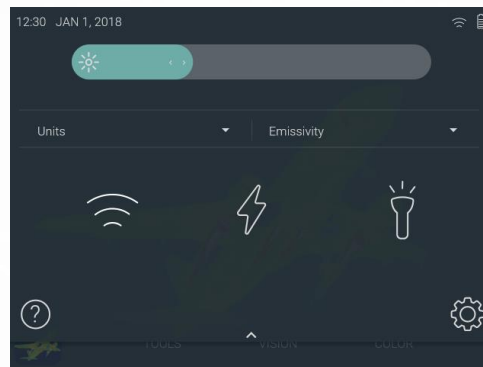 12:30 JAN 1, 2018
Units
Emissivity
?
TOOLS VISION COLOR